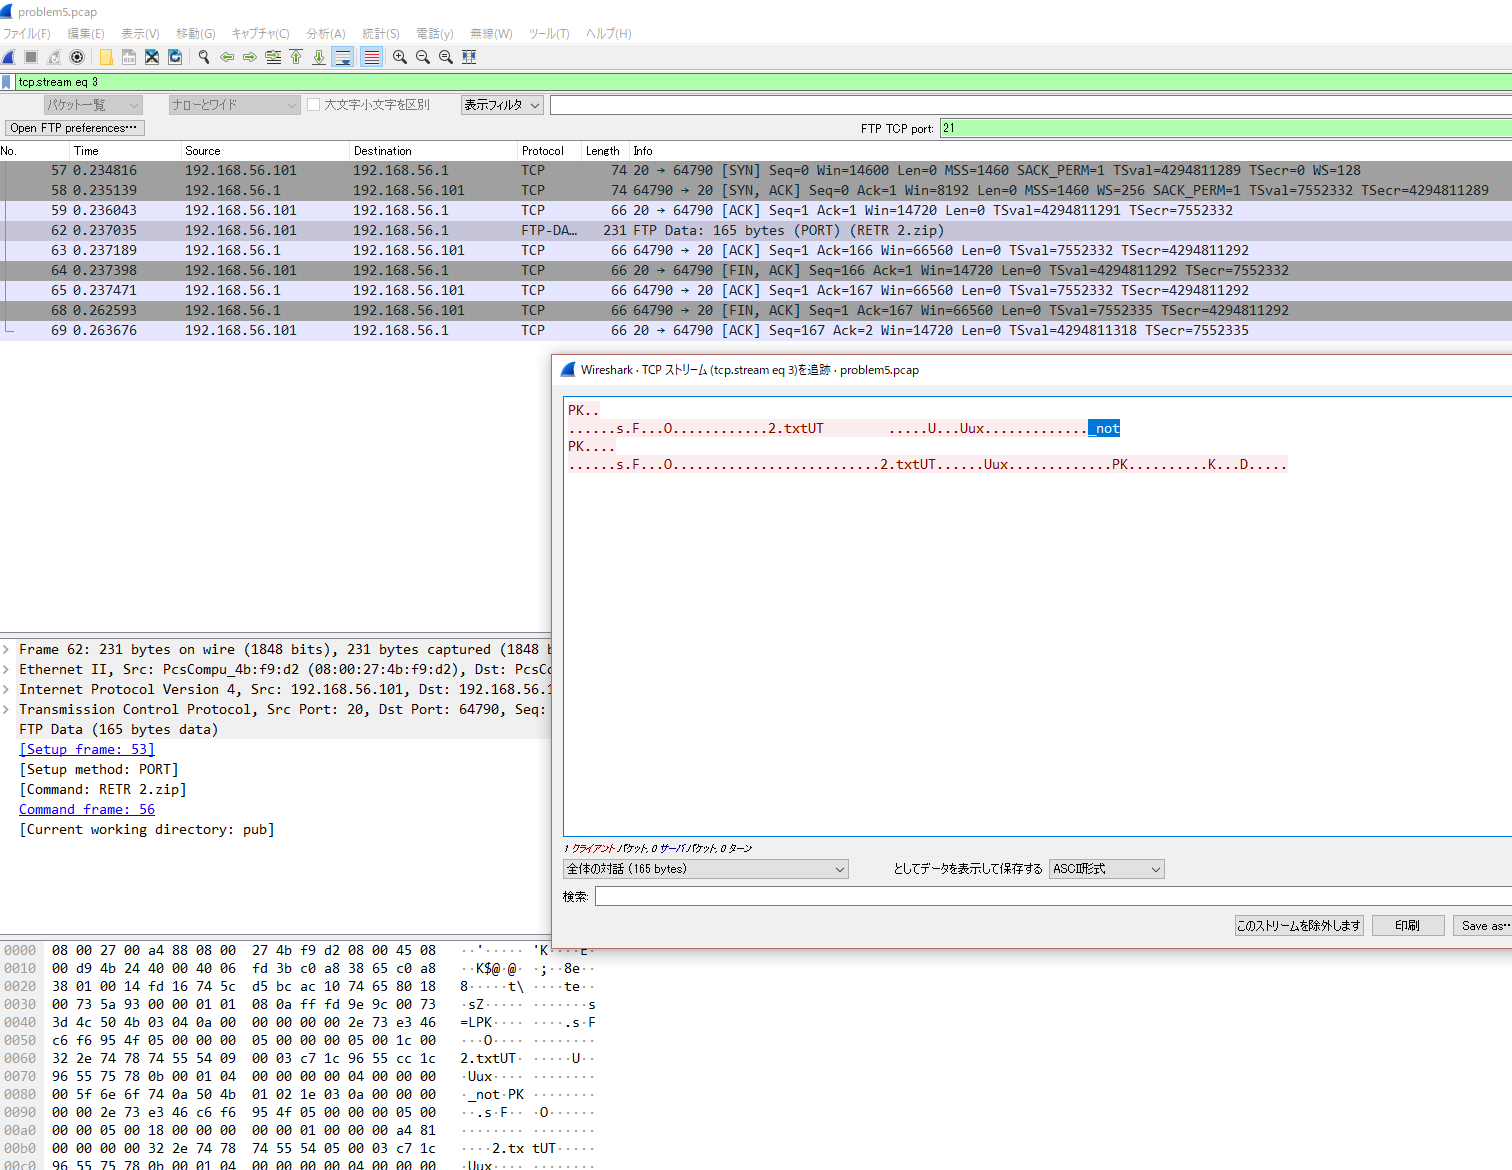 problem5.pcap
ファイル(F) 編集(E) 表示(V) 移動(G) キャプチャ(C) 分析(A) 統計(S) 電話(y) 無線(W) ツール(T) ヘルプ(H)
tcp.stream eq 3
パケット一覧 ナローとワイド 大文字小文字を区別 表示フィルタ
Open FTP preferences… FTP TCP port: 21
No. Time Source Destination Protocol Length Info
57 0.234816 192.168.56.101 192.168.56.1 TCP 74 20 → 64790 [SYN] Seq=0 Win=14600 Len=0 MSS=1460 SACK_PERM=1 TSval=4294811289 TSecr=0 WS=128
58 0.235139 192.168.56.1 192.168.56.101 TCP 74 64790 → 20 [SYN, ACK] Seq=0 Ack=1 Win=8192 Len=0 MSS=1460 WS=256 SACK_PERM=1 TSval=7552332 TSecr=4294811289
59 0.236043 192.168.56.101 192.168.56.1 TCP 66 20 → 64790 [ACK] Seq=1 Ack=1 Win=14720 Len=0 TSval=4294811291 TSecr=7552332
62 0.237035 192.168.56.101 192.168.56.1 FTP-DA… 231 FTP Data: 165 bytes (PORT) (RETR 2.zip)
63 0.237189 192.168.56.1 192.168.56.101 TCP 66 64790 → 20 [ACK] Seq=1 Ack=166 Win=66560 Len=0 TSval=7552332 TSecr=4294811292
64 0.237398 192.168.56.101 192.168.56.1 TCP 66 20 → 64790 [FIN, ACK] Seq=166 Ack=1 Win=14720 Len=0 TSval=4294811292 TSecr=7552332
65 0.237471 192.168.56.1 192.168.56.101 TCP 66 64790 → 20 [ACK] Seq=1 Ack=167 Win=66560 Len=0 TSval=7552332 TSecr=4294811292
68 0.262593 192.168.56.1 192.168.56.101 TCP 66 64790 → 20 [FIN, ACK] Seq=1 Ack=167 Win=66560 Len=0 TSval=7552335 TSecr=4294811292
69 0.263676 192.168.56.101 192.168.56.1 TCP 66 20 → 64790 [ACK] Seq=167 Ack=2 Win=14720 Len=0 TSval=4294811318 TSecr=7552335
Wireshark · TCP ストリーム (tcp.stream eq 3)を追跡 · problem5.pcap
PK..
......s.F...O............2.txtUT .....U...Uux............._not
PK....
......s.F...O..........................2.txtUT......Uux.............PK..........K...D.....
1 クライアント パケット, 0 サーバ パケット, 0 ターン
全体の対話 (165 bytes) としてデータを表示して保存する ASCII形式
検索:
このストリームを除外します 印刷 Save as…
Frame 62: 231 bytes on wire (1848 bits), 231 bytes captured (1848 b
Ethernet II, Src: PcsCompu_4b:f9:d2 (08:00:27:4b:f9:d2), Dst: PcsCo
Internet Protocol Version 4, Src: 192.168.56.101, Dst: 192.168.56.1
Transmission Control Protocol, Src Port: 20, Dst Port: 64790, Seq:
FTP Data (165 bytes data)
[Setup frame: 53]
[Setup method: PORT]
[Command: RETR 2.zip]
Command frame: 56
[Current working directory: pub]
0000 08 00 27 00 a4 88 08 00 27 4b f9 d2 08 00 45 08 ··'····· 'K····E·
0010 00 d9 4b 24 40 00 40 06 fd 3b c0 a8 38 65 c0 a8 ··K$@·@· ·;··8e··
0020 38 01 00 14 fd 16 74 5c d5 bc ac 10 74 65 80 18 8·····t\ ····te··
0030 00 73 5a 93 00 00 01 01 08 0a ff fd 9e 9c 00 73 ·sZ····· ·······s
0040 3d 4c 50 4b 03 04 0a 00 00 00 00 00 2e 73 e3 46 =LPK···· ·····.s·F
0050 c6 f6 95 4f 05 00 00 00 05 00 00 00 05 00 1c 00 ···O···· ········
0060 32 2e 74 78 74 55 54 09 00 03 c7 1c 96 55 cc 1c 2.txtUT· ·····U··
0070 96 55 75 78 0b 00 01 04 00 00 00 00 04 00 00 00 ·Uux···· ········
0080 00 5f 6e 6f 74 0a 50 4b 01 02 1e 03 0a 00 00 00 ·_not·PK ········
0090 00 00 2e 73 e3 46 c6 f6 95 4f 05 00 00 00 05 00 ··.s·F·· ·O······
00a0 00 00 05 00 18 00 00 00 00 00 01 00 00 00 a4 81 ········ ········
00b0 00 00 00 00 32 2e 74 78 74 55 54 05 00 03 c7 1c ····2.tx tUT·····
00c0 96 55 75 78 0b 00 01 04 00 00 00 00 04 00 00 00 ·Uux···· ········